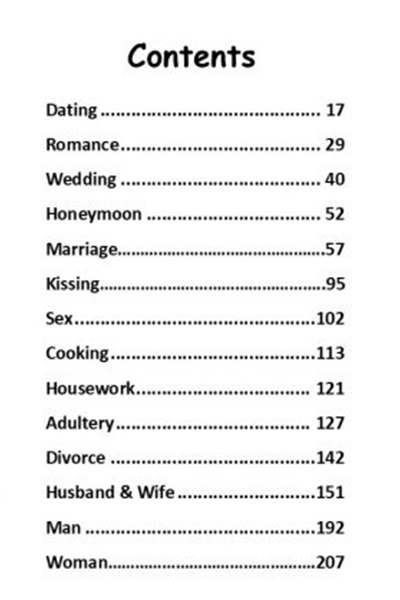 Contents
Dating .......................................... 17
Romance...................................... 29
Wedding ...................................... 40
Honeymoon ................................. 52
Marriage..............................................57
Kissing.................................................95
Sex..............................................102
Cooking.......................................113
Housework................................. 121
Adultery..................................... 127
Divorce .......................................142
Husband & Wife..........................151
Man ............................................192
Woman.............................................207